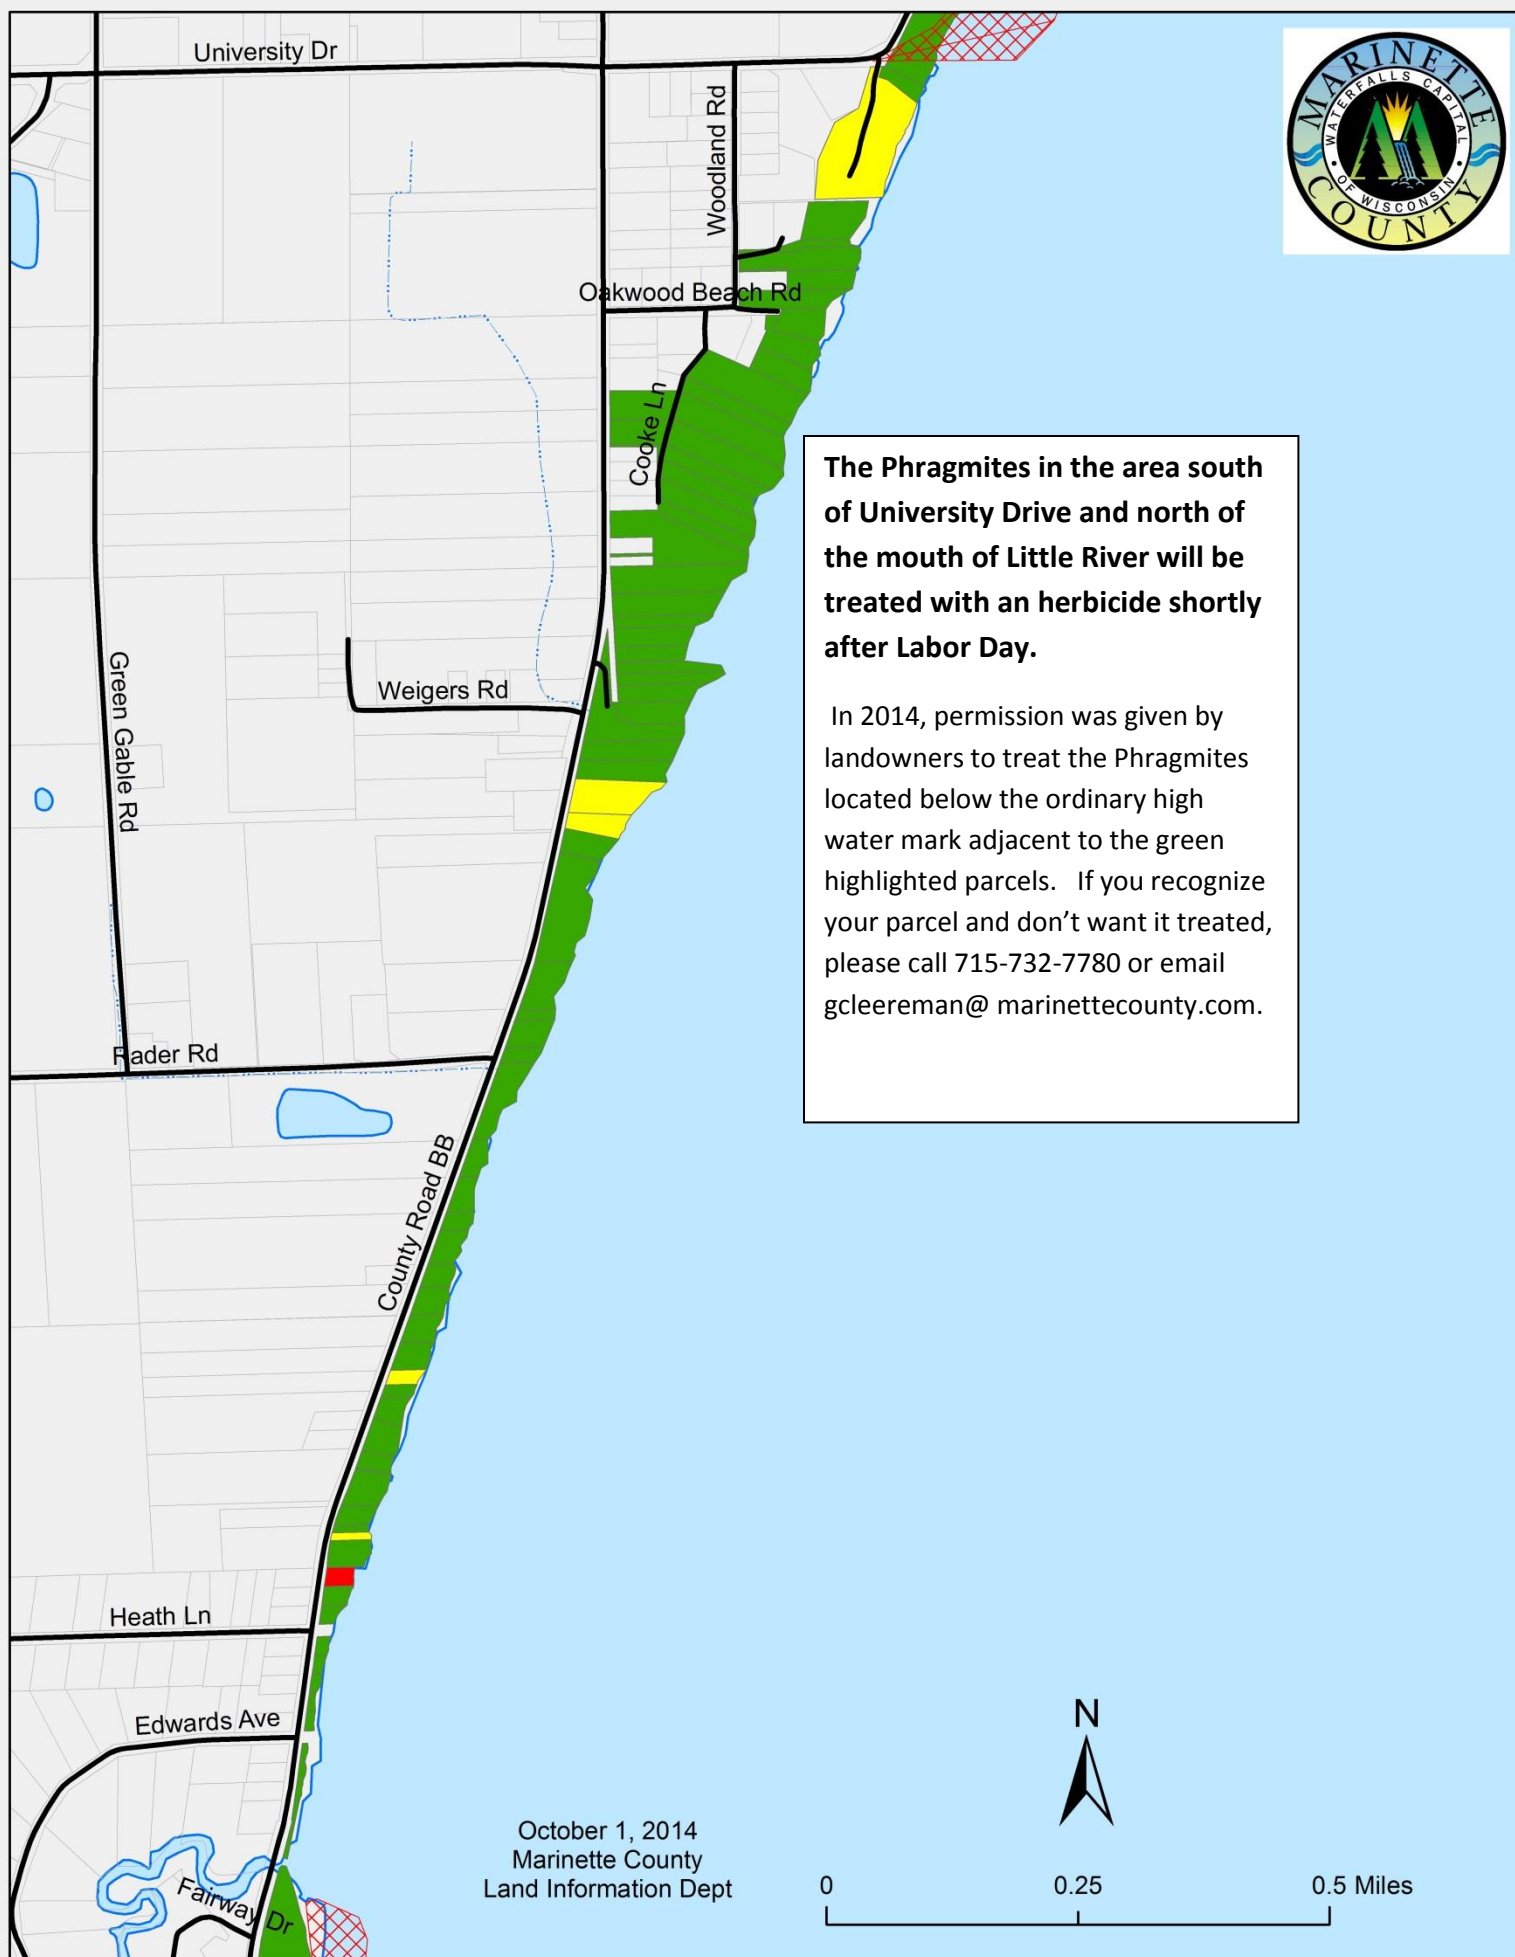 University Dr
Woodland Rd
MARINETTE
WATERFALLS CAPITAL
OF WISCONSIN
COUNTY
Oakwood Beach Rd
Cooke Ln
The Phragmites in the area south
of University Drive and north of
the mouth of Little River will be
treated with an herbicide shortly
after Labor Day.
In 2014, permission was given by
landowners to treat the Phragmites
located below the ordinary high
water mark adjacent to the green
highlighted parcels. If you recognize
your parcel and don’t want it treated,
please call 715-732-7780 or email
gcleereman@ marinettecounty.com.
Green Gable Rd
Weigers Rd
Rader Rd
County Road BB
Heath Ln
Edwards Ave
Fairway Dr
October 1, 2014
Marinette County
Land Information Dept
N
0 0.25 0.5 Miles